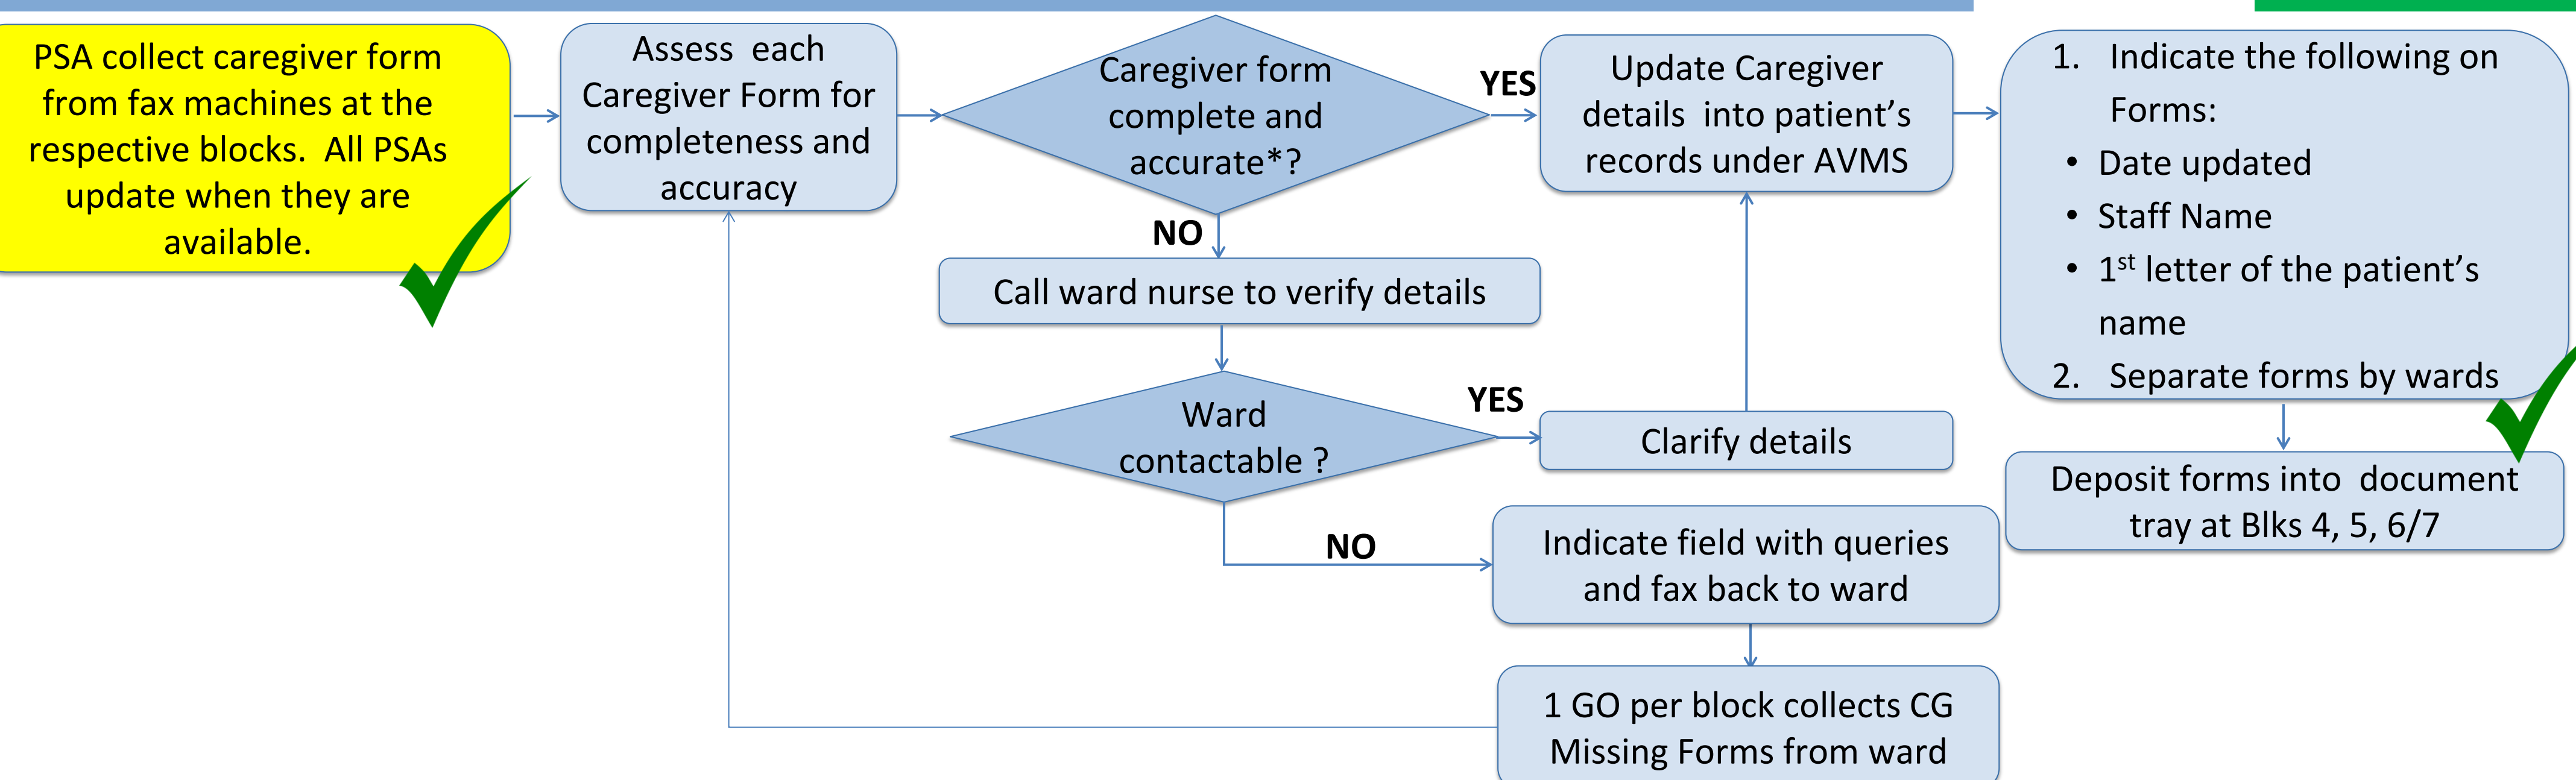 PSA collect caregiver form
from fax machines at the
respective blocks.  All PSAs
update when they are
available.
Assess  each
Caregiver Form for
completeness and
accuracy
Caregiver form
complete and
accurate*?
YES
NO
Update Caregiver
details  into patient’s
records under AVMS
1. Indicate the following on
Forms:
• Date updated
• Staff Name
• 1st letter of the patient’s
name
2. Separate forms by wards
Call ward nurse to verify details
Ward
contactable ?
YES
Clarify details
Deposit forms into  document
tray at Blks 4, 5, 6/7
NO
Indicate field with queries
and fax back to ward
1 GO per block collects CG
Missing Forms from ward